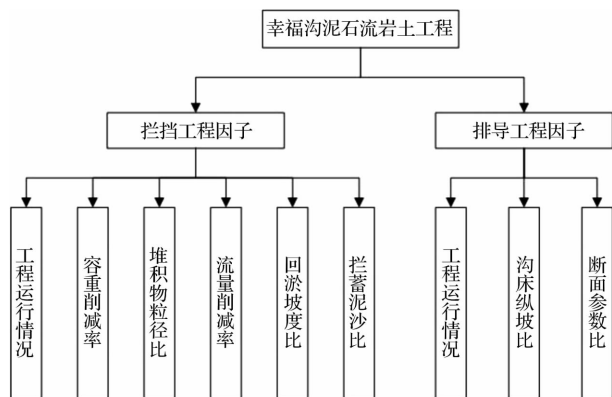 幸福沟泥石流岩土工程
拦挡工程因子
排导工程因子
工程运行情况
容重削减率
堆积物粒径比
流量削减率
回淤坡度比
拦蓄泥沙比
工程运行情况
沟床纵坡比
断面参数比